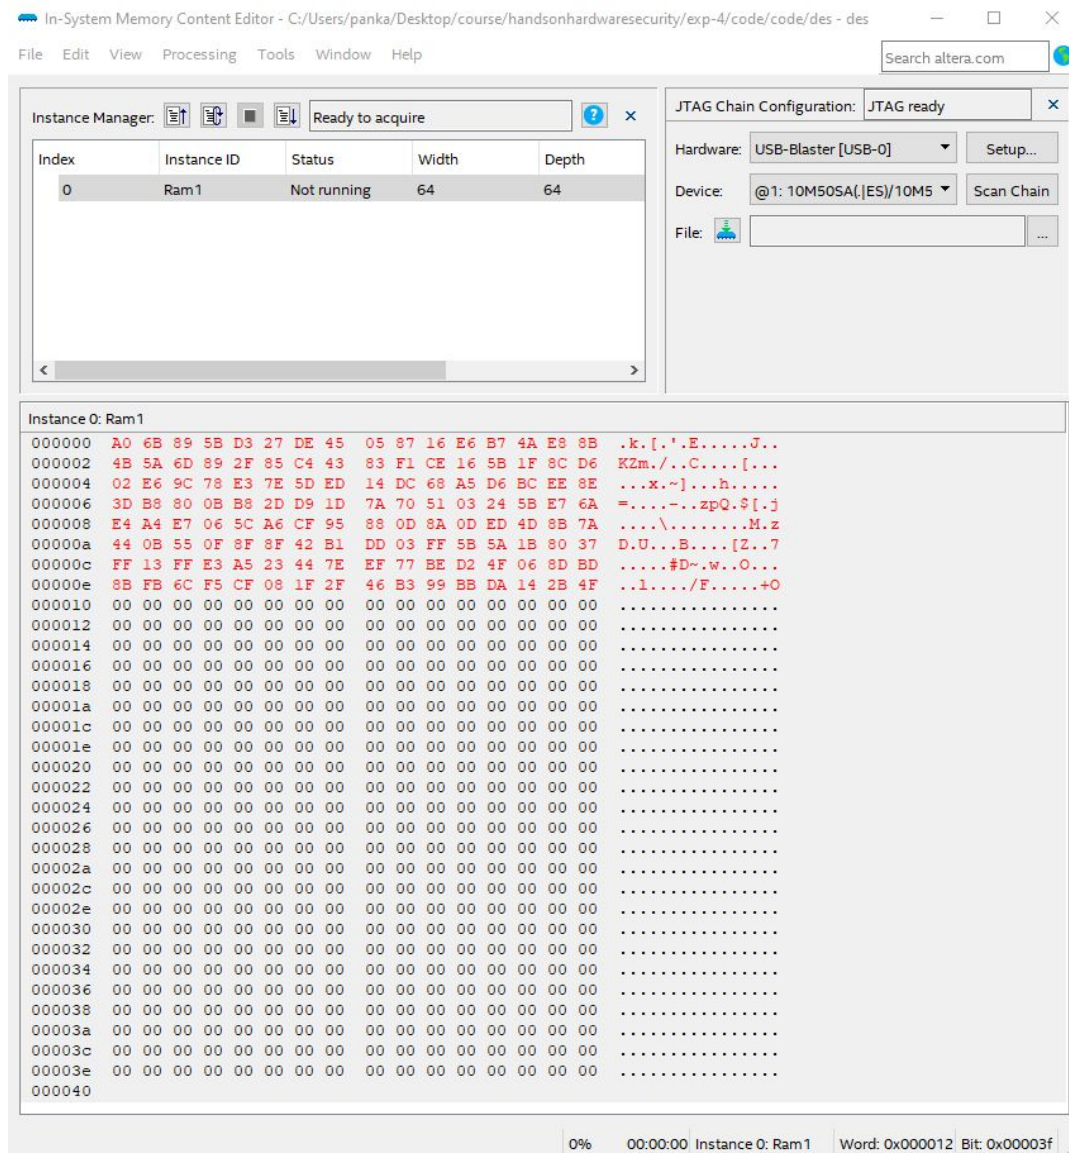 In-System Memory Content Editor - C:/Users/panka/Desktop/course/handsonhardwaresecurity/exp-4/code/code/des - des
File Edit View Processing Tools Window Help
Search altera.com
Instance Manager: Ready to acquire
JTAG Chain Configuration: JTAG ready
Index Instance ID Status Width Depth
0 Ram1 Not running 64 64
Hardware: USB-Blaster [USB-0] Setup...
Device: @1: 10M50SA(.|ES)/10M5 Scan Chain
File: ...
Instance 0: Ram1
000000 A0 6B 89 5B D3 27 DE 45 05 87 16 E6 B7 4A E8 8B .k.[.'.E.....J..
000002 4B 5A 6D 89 2F 85 C4 43 83 F1 CE 16 5B 1F 8C D6 KZm./..C....[...
000004 02 E6 9C 78 E3 7E 5D ED 14 DC 68 A5 D6 BC EE 8E ...x.~]...h.....
000006 3D B8 80 0B B8 2D D9 1D 7A 70 51 03 24 5B E7 6A =....-..zpQ.$[.j
000008 E4 A4 E7 06 5C A6 CF 95 88 0D 8A 0D ED 4D 8B 7A ....\........M.z
00000a 44 0B 55 0F 8F 8F 42 B1 DD 03 FF 5B 5A 1B 80 37 D.U...B....[Z..7
00000c FF 13 FF E3 A5 23 44 7E EF 77 BE D2 4F 06 8D BD .....#D~.w..O...
00000e 8B FB 6C F5 CF 08 1F 2F 46 B3 99 BB DA 14 2B 4F ..l..../F.....+O
000010 00 00 00 00 00 00 00 00 00 00 00 00 00 00 00 00 ................
000012 00 00 00 00 00 00 00 00 00 00 00 00 00 00 00 00 ................
000014 00 00 00 00 00 00 00 00 00 00 00 00 00 00 00 00 ................
000016 00 00 00 00 00 00 00 00 00 00 00 00 00 00 00 00 ................
000018 00 00 00 00 00 00 00 00 00 00 00 00 00 00 00 00 ................
00001a 00 00 00 00 00 00 00 00 00 00 00 00 00 00 00 00 ................
00001c 00 00 00 00 00 00 00 00 00 00 00 00 00 00 00 00 ................
00001e 00 00 00 00 00 00 00 00 00 00 00 00 00 00 00 00 ................
000020 00 00 00 00 00 00 00 00 00 00 00 00 00 00 00 00 ................
000022 00 00 00 00 00 00 00 00 00 00 00 00 00 00 00 00 ................
000024 00 00 00 00 00 00 00 00 00 00 00 00 00 00 00 00 ................
000026 00 00 00 00 00 00 00 00 00 00 00 00 00 00 00 00 ................
000028 00 00 00 00 00 00 00 00 00 00 00 00 00 00 00 00 ................
00002a 00 00 00 00 00 00 00 00 00 00 00 00 00 00 00 00 ................
00002c 00 00 00 00 00 00 00 00 00 00 00 00 00 00 00 00 ................
00002e 00 00 00 00 00 00 00 00 00 00 00 00 00 00 00 00 ................
000030 00 00 00 00 00 00 00 00 00 00 00 00 00 00 00 00 ................
000032 00 00 00 00 00 00 00 00 00 00 00 00 00 00 00 00 ................
000034 00 00 00 00 00 00 00 00 00 00 00 00 00 00 00 00 ................
000036 00 00 00 00 00 00 00 00 00 00 00 00 00 00 00 00 ................
000038 00 00 00 00 00 00 00 00 00 00 00 00 00 00 00 00 ................
00003a 00 00 00 00 00 00 00 00 00 00 00 00 00 00 00 00 ................
00003c 00 00 00 00 00 00 00 00 00 00 00 00 00 00 00 00 ................
00003e 00 00 00 00 00 00 00 00 00 00 00 00 00 00 00 00 ................
000040
0% 00:00:00 Instance 0: Ram1 Word: 0x000012 Bit: 0x00003f